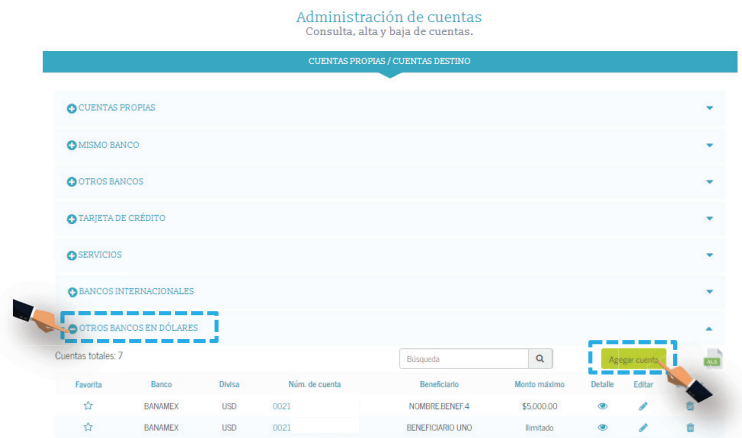 Administración de cuentas
Consulta, alta y baja de cuentas.
CUENTAS PROPIAS / CUENTAS DESTINO
CUENTAS PROPIAS
MISMO BANCO
OTROS BANCOS
TARJETA DE CRÉDITO
SERVICIOS
BANCOS INTERNACIONALES
OTROS BANCOS EN DÓLARES
Cuentas totales: 7 Búsqueda Agregar cuenta XLS
Favorita Banco Divisa Núm. de cuenta Beneficiario Monto máximo Detalle Editar
BANAMEX USD 0021 NOMBRE.BENEF.4 $5,000.00
BANAMEX USD 0021 BENEFICIARIO UNO Ilimitado